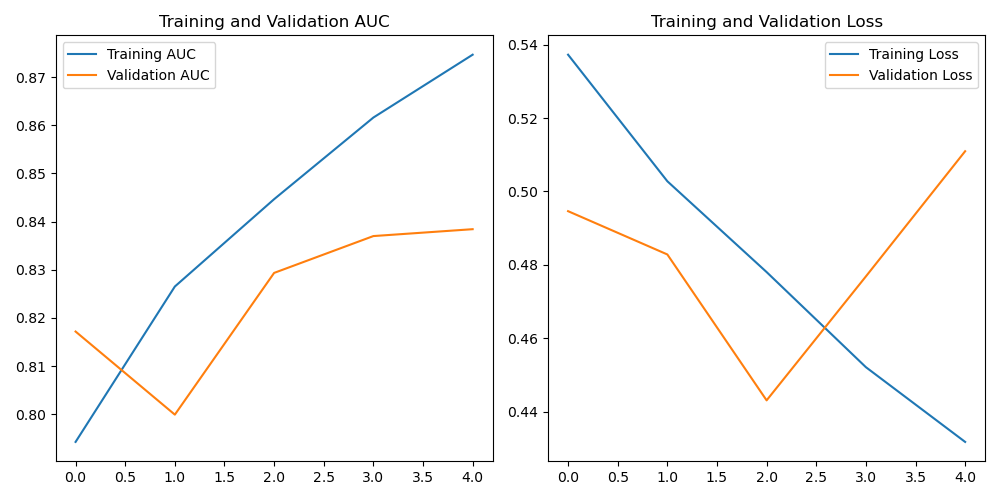 Training and Validation AUC
Training AUC
Validation AUC
0.87
0.86
0.85
0.84
0.83
0.82
0.81
0.80
0.0 0.5 1.0 1.5 2.0 2.5 3.0 3.5 4.0
Training and Validation Loss
Training Loss
Validation Loss
0.54
0.52
0.50
0.48
0.46
0.44
0.0 0.5 1.0 1.5 2.0 2.5 3.0 3.5 4.0